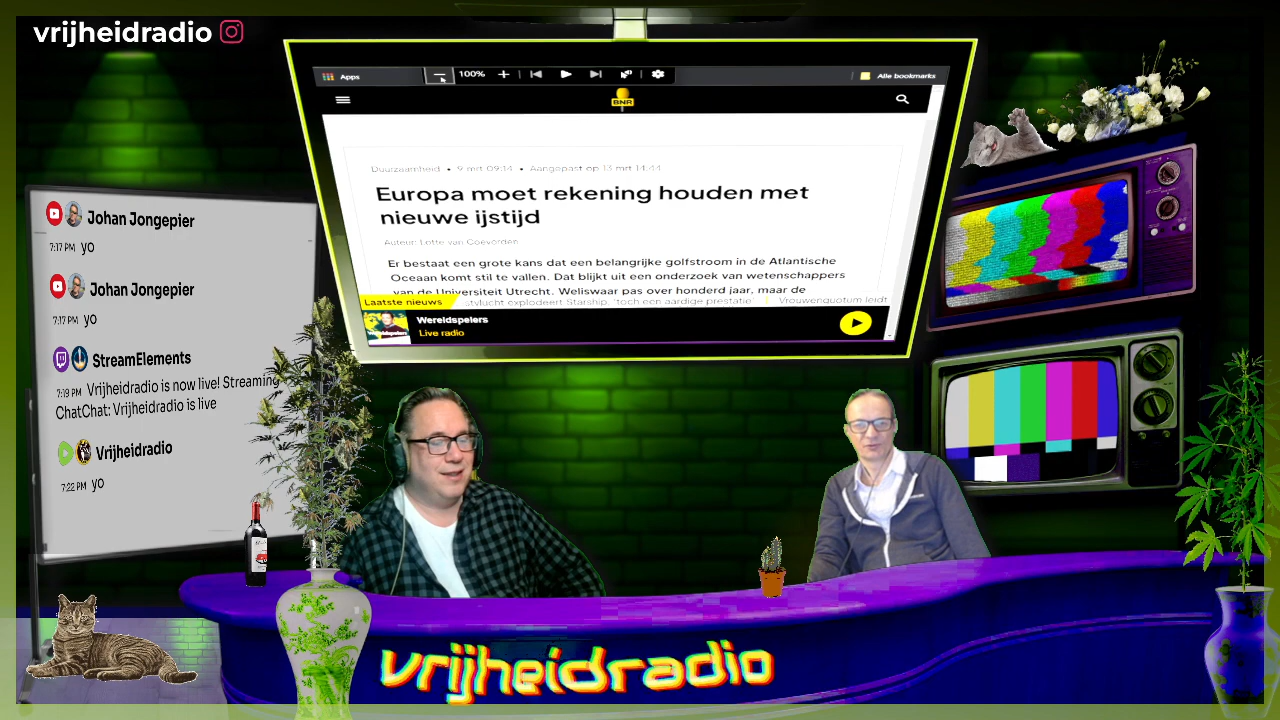 vrijheidradio
Apps
100%
Alle bookmarks
BNR
Duurzaamheid • 9 mrt 09:14 • Aangepast op 13 mrt 14:44
Europa moet rekening houden met
nieuwe ijstijd
Auteur: Lotte van Coevorden
Er bestaat een grote kans dat een belangrijke golfstroom in de Atlantische
Oceaan komt stil te vallen. Dat blijkt uit een onderzoek van wetenschappers
van de Universiteit Utrecht. Weliswaar pas over honderd jaar, maar de
Laatste nieuws
stvlucht explodeert Starship, 'toch een aardige prestatie' | Vrouwenquotum leidt
Wereldspelers
Live radio
Johan Jongepier
7:17 PM yo
Johan Jongepier
7:17 PM yo
StreamElements
7:19 PM Vrijheidradio is now live! Streaming
ChatChat: Vrijheidradio is live
Vrijheidradio
7:22 PM yo
vrijheidradio